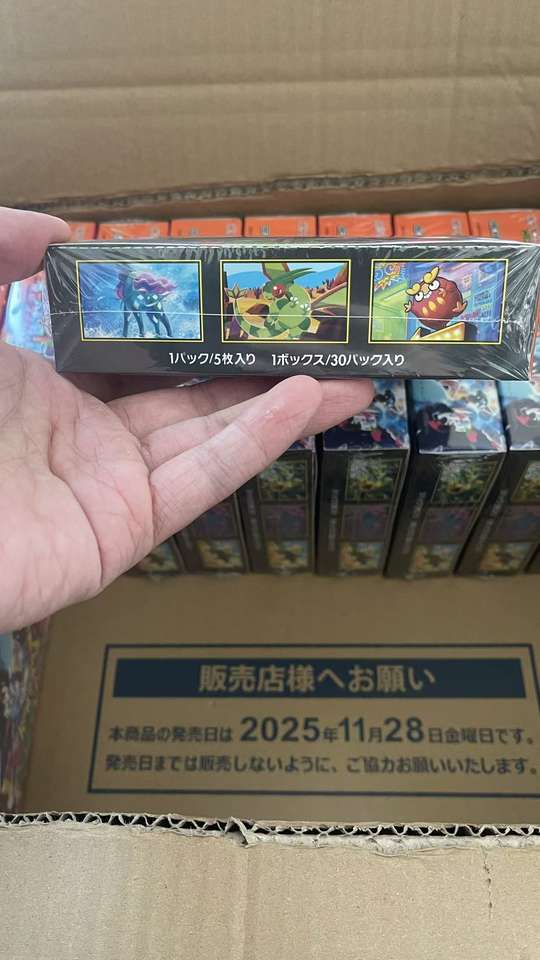 1パック/5枚入り 1ボックス/30パック入り
販売店様へお願い
本商品の発売日は 2025年11月28日金曜日です。
発売日までは販売しないように、ご協力お願いいたします。